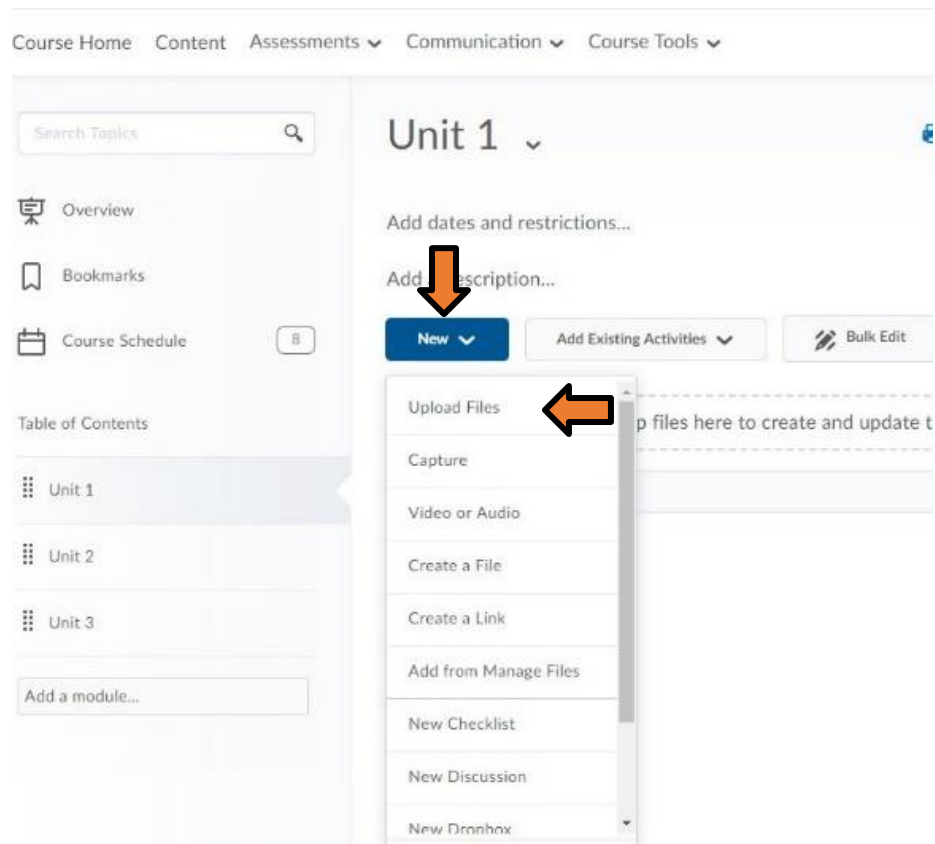 Course Home Content Assessments Communication Course Tools
Search Topics
Overview
Bookmarks
Course Schedule 8
Table of Contents
Unit 1
Unit 2
Unit 3
Add a module...
Unit 1
Add dates and restrictions...
Add escription...
New Add Existing Activities Bulk Edit
p files here to create and update t
Upload Files
Capture
Video or Audio
Create a File
Create a Link
Add from Manage Files
New Checklist
New Discussion
New Dropbox